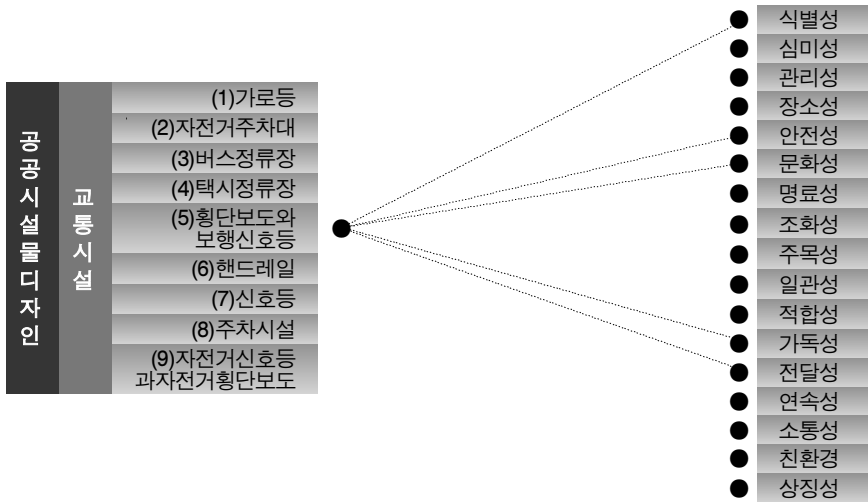 공공시설물디자인
교통시설
(1)가로등
(2)자전거주차대
(3)버스정류장
(4)택시정류장
(5)횡단보도와
보행신호등
(6)핸드레일
(7)신호등
(8)주차시설
(9)자전거신호등
과자전거횡단보도
식별성
심미성
관리성
장소성
안전성
문화성
명료성
조화성
주목성
일관성
적합성
가독성
전달성
연속성
소통성
친환경
상징성